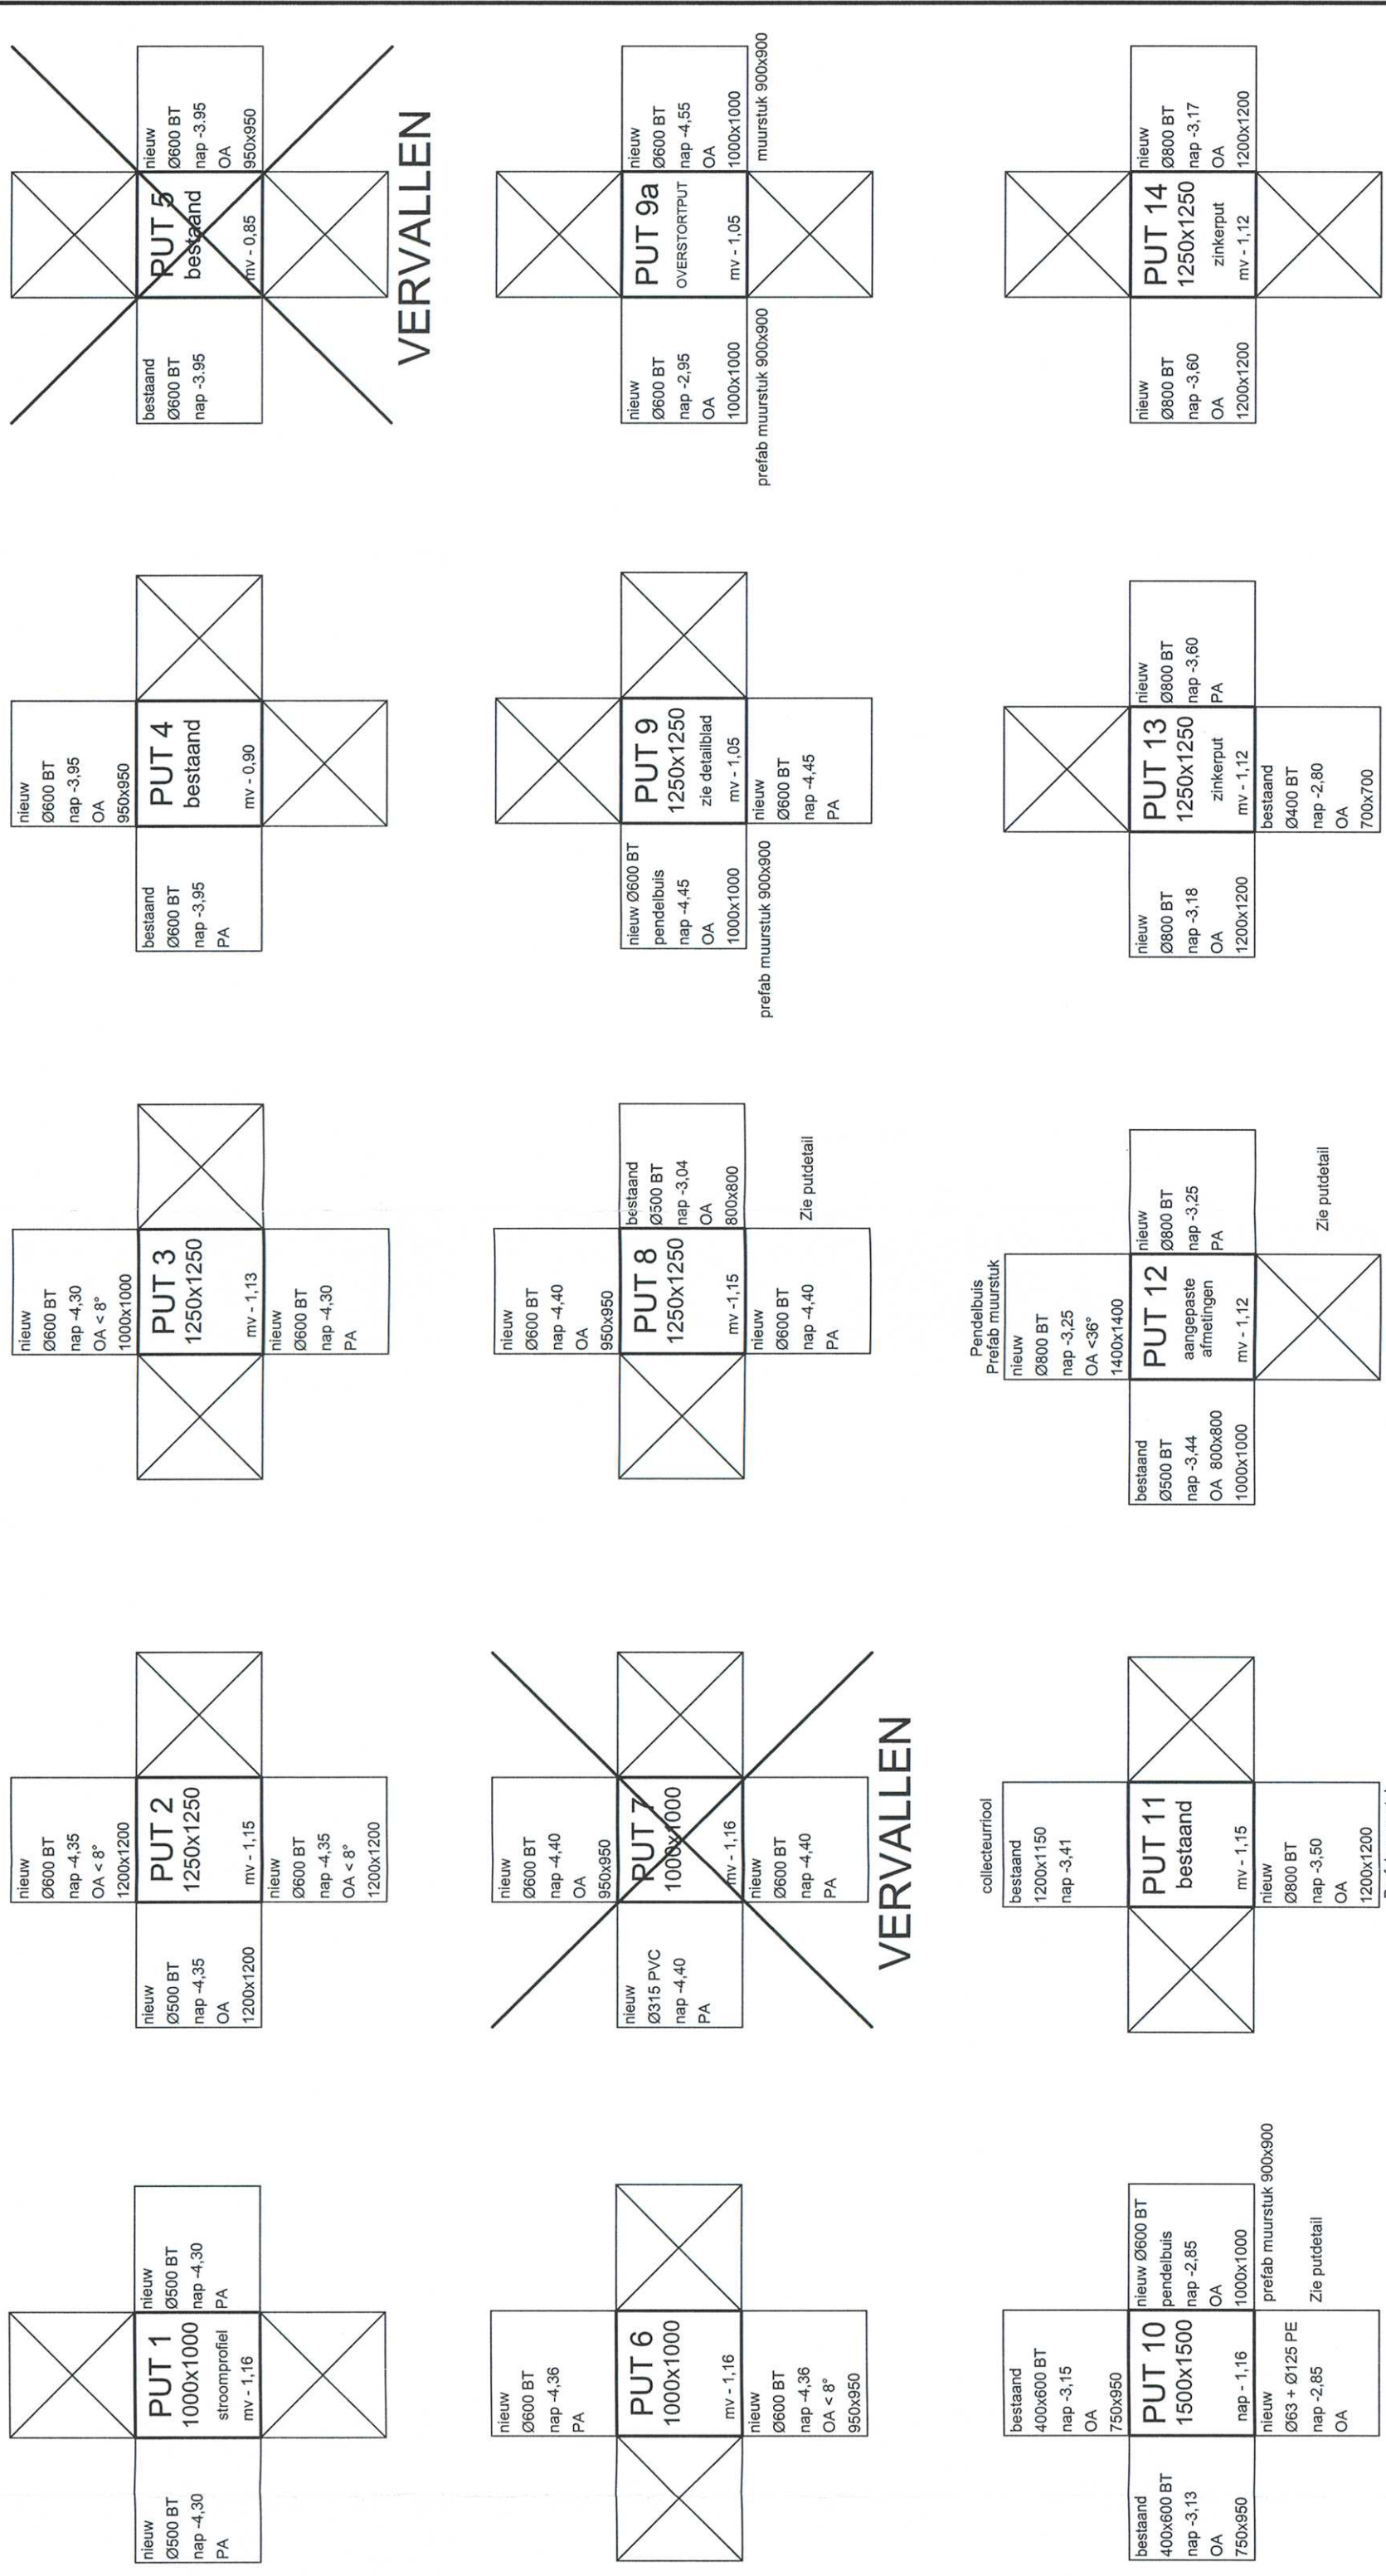 nieuw
Ø500 BT
nap -4,30
PA
PUT 1
1000x1000
stroomprofiel
mv - 1,16
nieuw
Ø500 BT
nap -4,30
PA
nieuw
Ø600 BT
nap -4,35
OA < 8°
1200x1200
nieuw
Ø500 BT
nap -4,35
OA
1200x1200
PUT 2
1250x1250
mv - 1,15
nieuw
Ø600 BT
nap -4,35
OA < 8°
1200x1200
nieuw
Ø600 BT
nap -4,30
OA < 8°
1000x1000
PUT 3
1250x1250
mv - 1,13
nieuw
Ø600 BT
nap -4,30
PA
nieuw
Ø600 BT
nap -3,95
OA
950x950
bestaand
Ø600 BT
nap -3,95
PA
PUT 4
bestaand
mv - 0,90
bestaand
Ø600 BT
nap -3.95
PUT 5
bestaand
mv - 0,85
nieuw
Ø600 BT
nap -3.95
OA
950x950
VERVALLEN
nieuw
Ø600 BT
nap -4,36
PA
PUT 6
1000x1000
mv - 1,16
nieuw
Ø600 BT
nap -4,36
OA < 8°
950x950
nieuw
Ø600 BT
nap -4,40
OA
950x950
nieuw
Ø315 PVC
nap -4,40
PA
PUT 7
1000x1000
mv - 1,16
nieuw
Ø600 BT
nap -4,40
PA
VERVALLEN
nieuw
Ø600 BT
nap -4,40
OA
950x950
PUT 8
1250x1250
mv -1,15
bestaand
Ø500 BT
nap -3,04
OA
800x800
nieuw
Ø600 BT
nap -4,40
PA
Zie putdetail
nieuw Ø600 BT
pendelbuis
nap -4,45
OA
1000x1000
prefab muurstuk 900x900
PUT 9
1250x1250
zie detailblad
mv - 1,05
nieuw
Ø600 BT
nap -4,45
PA
nieuw
Ø600 BT
nap -2,95
OA
1000x1000
prefab muurstuk 900x900
PUT 9a
OVERSTORTPUT
mv - 1,05
nieuw
Ø600 BT
nap -4,55
OA
1000x1000
muurstuk 900x900
bestaand
400x600 BT
nap -3,15
OA
750x950
bestaand
400x600 BT
nap -3,13
OA
750x950
PUT 10
1500x1500
nap - 1,16
nieuw Ø600 BT
pendelbuis
nap -2,85
OA
1000x1000
prefab muurstuk 900x900
nieuw
Ø63 + Ø125 PE
nap -2,85
OA
Zie putdetail
collecteurriool
bestaand
1200x1150
nap -3,41
PUT 11
bestaand
mv - 1,15
nieuw
Ø800 BT
nap -3,50
OA
1200x1200
Pendelbuis
Prefab muurstuk
nieuw
Ø800 BT
nap -3,25
OA <36°
1400x1400
bestaand
Ø500 BT
nap -3,44
OA 800x800
1000x1000
PUT 12
aangepaste
afmetingen
mv - 1,12
nieuw
Ø800 BT
nap -3,25
PA
Zie putdetail
nieuw
Ø800 BT
nap -3,18
OA
1200x1200
PUT 13
1250x1250
zinkerput
mv - 1,12
nieuw
Ø800 BT
nap -3,60
PA
bestaand
Ø400 BT
nap -2,80
OA
700x700
nieuw
Ø800 BT
nap -3,60
OA
1200x1200
PUT 14
1250x1250
zinkerput
mv - 1,12
nieuw
Ø800 BT
nap -3,17
OA
1200x1200